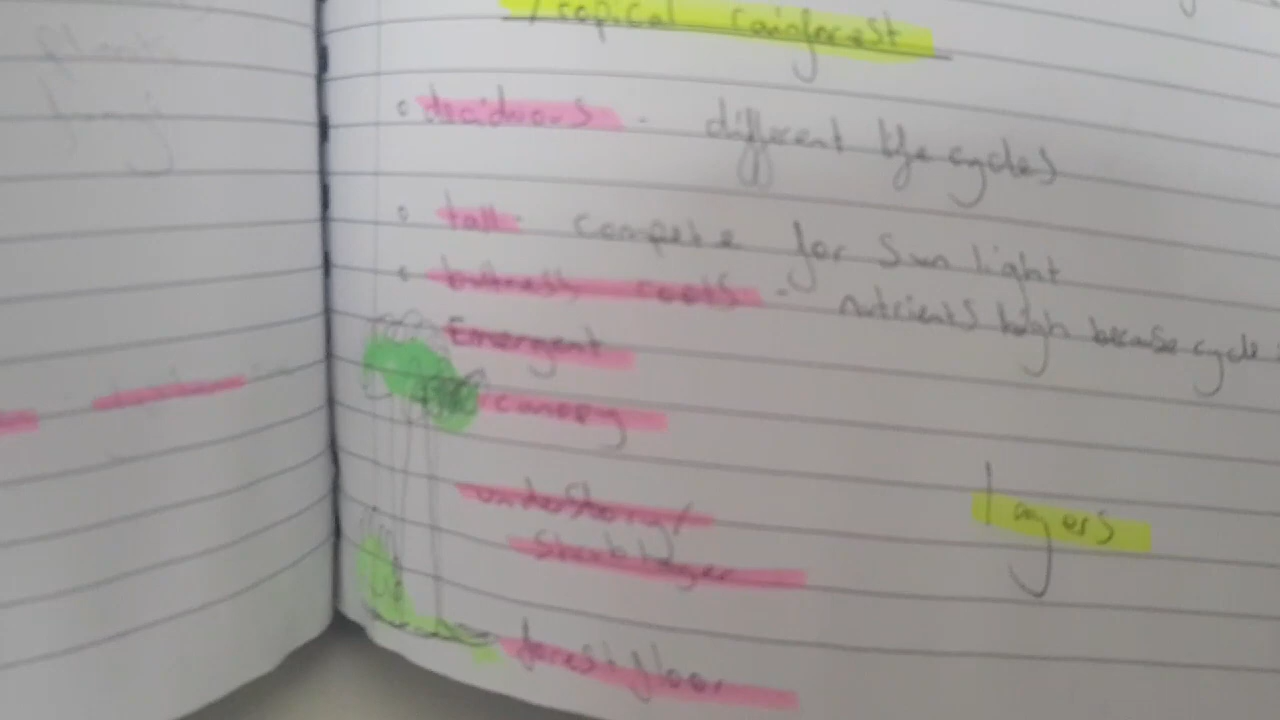 Tropical rainforest
deciduous - different life cycles
tall - compete for Sun light
buttress roots - nutrients high because cycle
Emergent
canopy
understorey/
Shrub layer
layers
forest floor